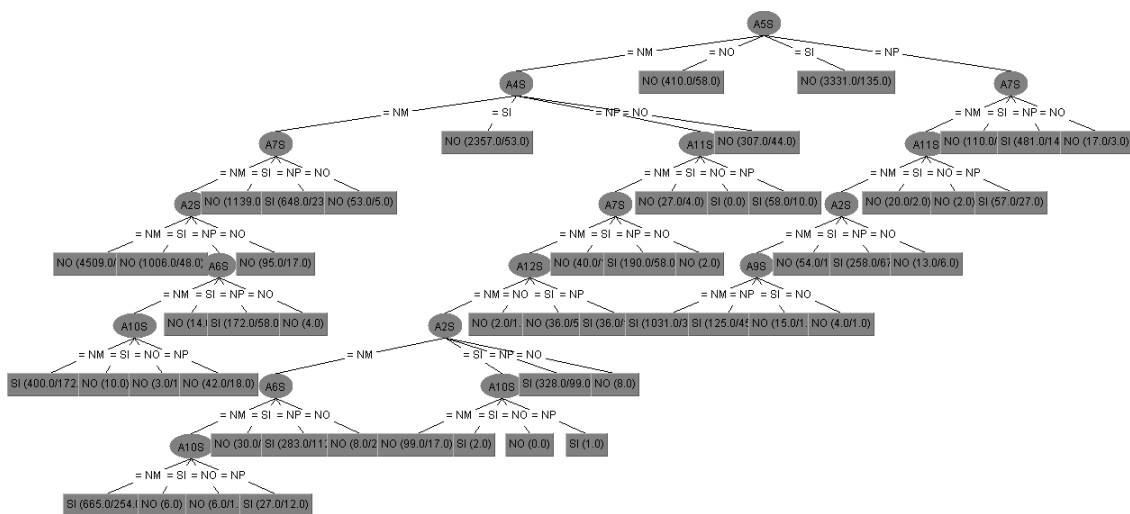 A5S
= NM = NO = SI = NP
A4S NO (410.0/58.0) NO (3331.0/135.0) A7S
= NM = SI = NP = NO = NM = SI = NP = NO
A7S NO (2357.0/53.0) A11S NO (307.0/44.0) A11S NO (110.0/ SI (481.0/14 NO (17.0/3.0)
= NM = SI = NP = NO = NM = SI = NO = NP = NM = SI = NO = NP
A2S NO (1139.0 SI (648.0/23 NO (53.0/5.0) A7S NO (27.0/4.0) SI (0.0) SI (58.0/10.0) A2S NO (20.0/2.0) NO (2.0) SI (57.0/27.0)
= NM = SI = NP = NO = NM = SI = NP = NO = NM = SI = NP = NO
NO (4509.0/ NO (1006.0/48.0) A6S NO (95.0/17.0) A12S NO (40.0/ SI (190.0/58.0) NO (2.0) A9S NO (54.0/1 SI (258.0/67 NO (13.0/6.0)
= NM = SI = NP = NO = NM = NO = SI = NP = NM = NP = SI = NO
A10S NO (14. SI (172.0/58.0) NO (4.0) A2S NO (2.0/1. NO (36.0/5 SI (36.0/ SI (1031.0/3 SI (125.0/45 NO (15.0/1. NO (4.0/1.0)
= NM = SI = NO = NP = NM = SI = NP = NO
SI (400.0/172. NO (10.0) NO (3.0/1 NO (42.0/18.0) A6S A10S SI (328.0/99.0) NO (8.0)
= NM = SI = NP = NO = NM = SI = NO = NP
A10S NO (30.0/ SI (283.0/11 NO (8.0/2 NO (99.0/17.0) SI (2.0) NO (0.0) SI (1.0)
= NM = SI = NO = NP
SI (665.0/254. NO (6.0) NO (6.0/1. SI (27.0/12.0)